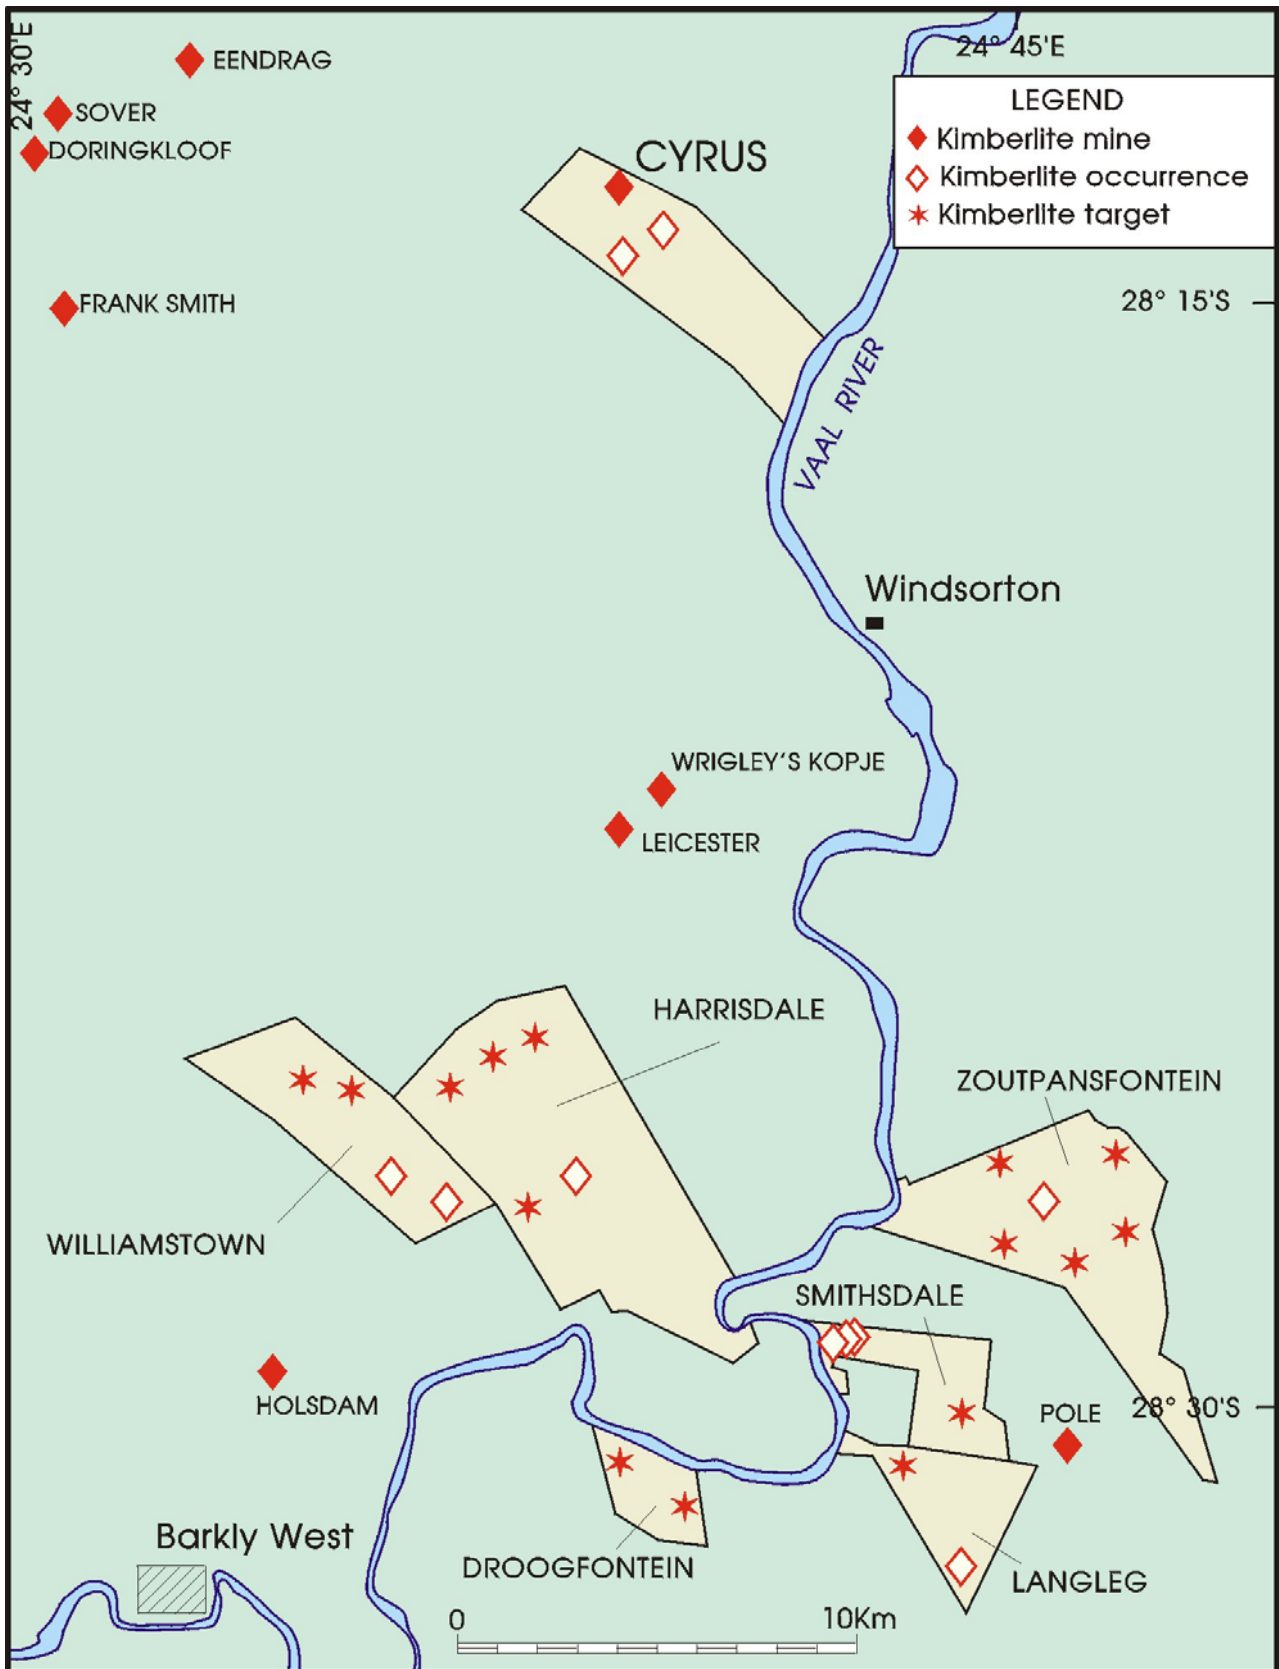 24° 30'E
EENDRAG
24° 45'E
SOVER
DORINGKLOOF
LEGEND
Kimberlite mine
Kimberlite occurrence
Kimberlite target
CYRUS
FRANK SMITH
28° 15'S
VAAL RIVER
Windsorton
WRIGLEY'S KOPJE
LEICESTER
HARRISDALE
ZOUTPANSFONTEIN
WILLIAMSTOWN
SMITHSDALE
HOLSDAM
POLE
28° 30'S
Barkly West
DROOGFONTEIN
LANGLEG
0 10Km